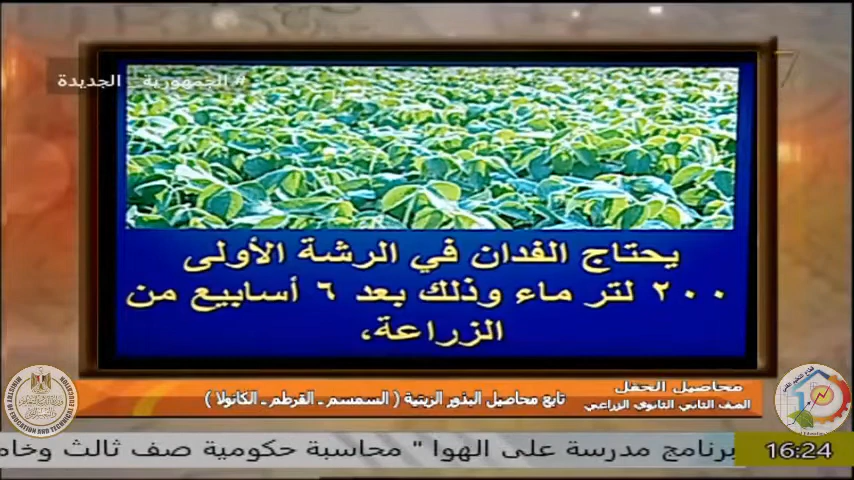 # الجمهورية _ الجديدة
7
يحتاج الفدان في الرشة الأولى
٢٠٠ لتر ماء وذلك بعد ٦ أسابيع من
الزراعة،
محاصيل الحقل
الصف الثاني الثانوي الزراعي
تابع محاصيل البذور الزيتية ( السمسم ـ القرطم ـ الكانولا )
برنامج مدرسة على الهوا " محاسبة حكومية صف ثالث وخام
16:24